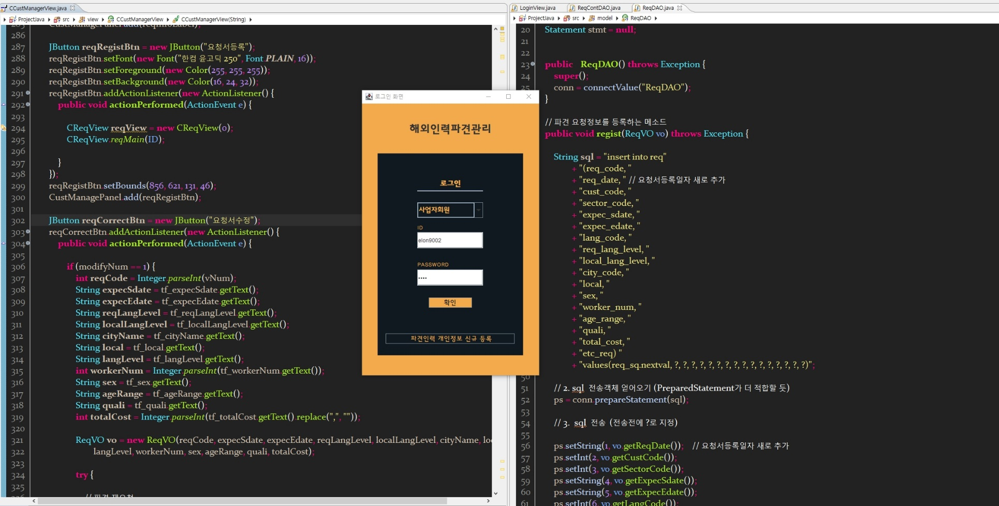 CCustManagerView.java
ProjectJava src view CCustManagerView CCustManagerView(String)
286
287 JButton reqRegistBtn = new JButton("요청서등록");
288 reqRegistBtn.setFont(new Font("한컴 윤고딕 250", Font.PLAIN, 16));
289 reqRegistBtn.setForeground(new Color(255, 255, 255));
290 reqRegistBtn.setBackground(new Color(16, 24, 32));
291 reqRegistBtn.addActionListener(new ActionListener() {
292 public void actionPerformed(ActionEvent e) {
293
294 CReqView reqView = new CReqView(0);
295 CReqView.reqMain(ID);
296
297 }
298 });
299 reqRegistBtn.setBounds(856, 621, 131, 46);
300 CustManagePanel.add(reqRegistBtn);
301
302 JButton reqCorrectBtn = new JButton("요청서수정");
303 reqCorrectBtn.addActionListener(new ActionListener() {
304 public void actionPerformed(ActionEvent e) {
305
306 if (modifyNum == 1) {
307 int reqCode = Integer.parseInt(vNum);
308 String expecSdate = tf_expecSdate.getText();
309 String expecEdate = tf_expecEdate.getText();
310 String reqLangLevel = tf_reqLangLevel.getText();
311 String localLangLevel = tf_localLangLevel.getText();
312 String cityName = tf_cityName.getText();
313 String local = tf_local.getText();
314 String langLevel = tf_langLevel.getText();
315 int workerNum = Integer.parseInt(tf_workerNum.getText());
316 String sex = tf_sex.getText();
317 String ageRange = tf_ageRange.getText();
318 String quali = tf_quali.getText();
319 int totalCost = Integer.parseInt(tf_totalCost.getText().replace(",", ""));
320
321 ReqVO vo = new ReqVO(reqCode, expecSdate, expecEdate, reqLangLevel, localLangLevel, cityName,
322 langLevel, workerNum, sex, ageRange, quali, totalCost);
323
324 try {
325
로그인 화면
해외인력파견관리
로그인
사업자회원
ID
elon9002
PASSWORD
••••
확인
파견인력 개인정보 신규 등록
LoginView.java ReqContDAO.java ReqDAO.java
ProjectJava src model ReqDAO
20 Statement stmt = null;
21
22
23 public ReqDAO() throws Exception {
24 super();
25 conn = connectValue("ReqDAO");
}
// 파견 요청정보를 등록하는 메소드
public void regist(ReqVO vo) throws Exception {
String sql = "insert into req"
+ "(req_code, "
+ "req_date, " // 요청서등록일자 새로 추가
+ "cust_code, "
+ "sector_code, "
+ "expec_sdate, "
+ "expec_edate, "
+ "lang_code, "
+ "req_lang_level, "
+ "local_lang_level, "
+ "city_code, "
+ "local, "
+ "sex, "
+ "worker_num, "
+ "age_range, "
+ "quali, "
+ "total_cost, "
+ "etc_req) "
+ "values(req_sq.nextval, ?, ?, ?, ?, ?, ?, ?, ?, ?, ?, ?, ?, ?, ?, ?, ?)";
50
51 // 2. sql 전송객체 얻어오기 (PreparedStatement가 더 적합할 듯)
52 ps = conn.prepareStatement(sql);
53
54 // 3. sql 전송 (전송전에 ?로 지정)
55
56 ps.setString(1, vo.getReqDate()); // 요청서등록일자 새로 추가
57 ps.setInt(2, vo.getCustCode());
58 ps.setInt(3, vo.getSectorCode());
59 ps.setString(4, vo.getExpecSdate());
60 ps.setString(5, vo.getExpecEdate());
61 ps.setInt(6, vo.getLangCode());